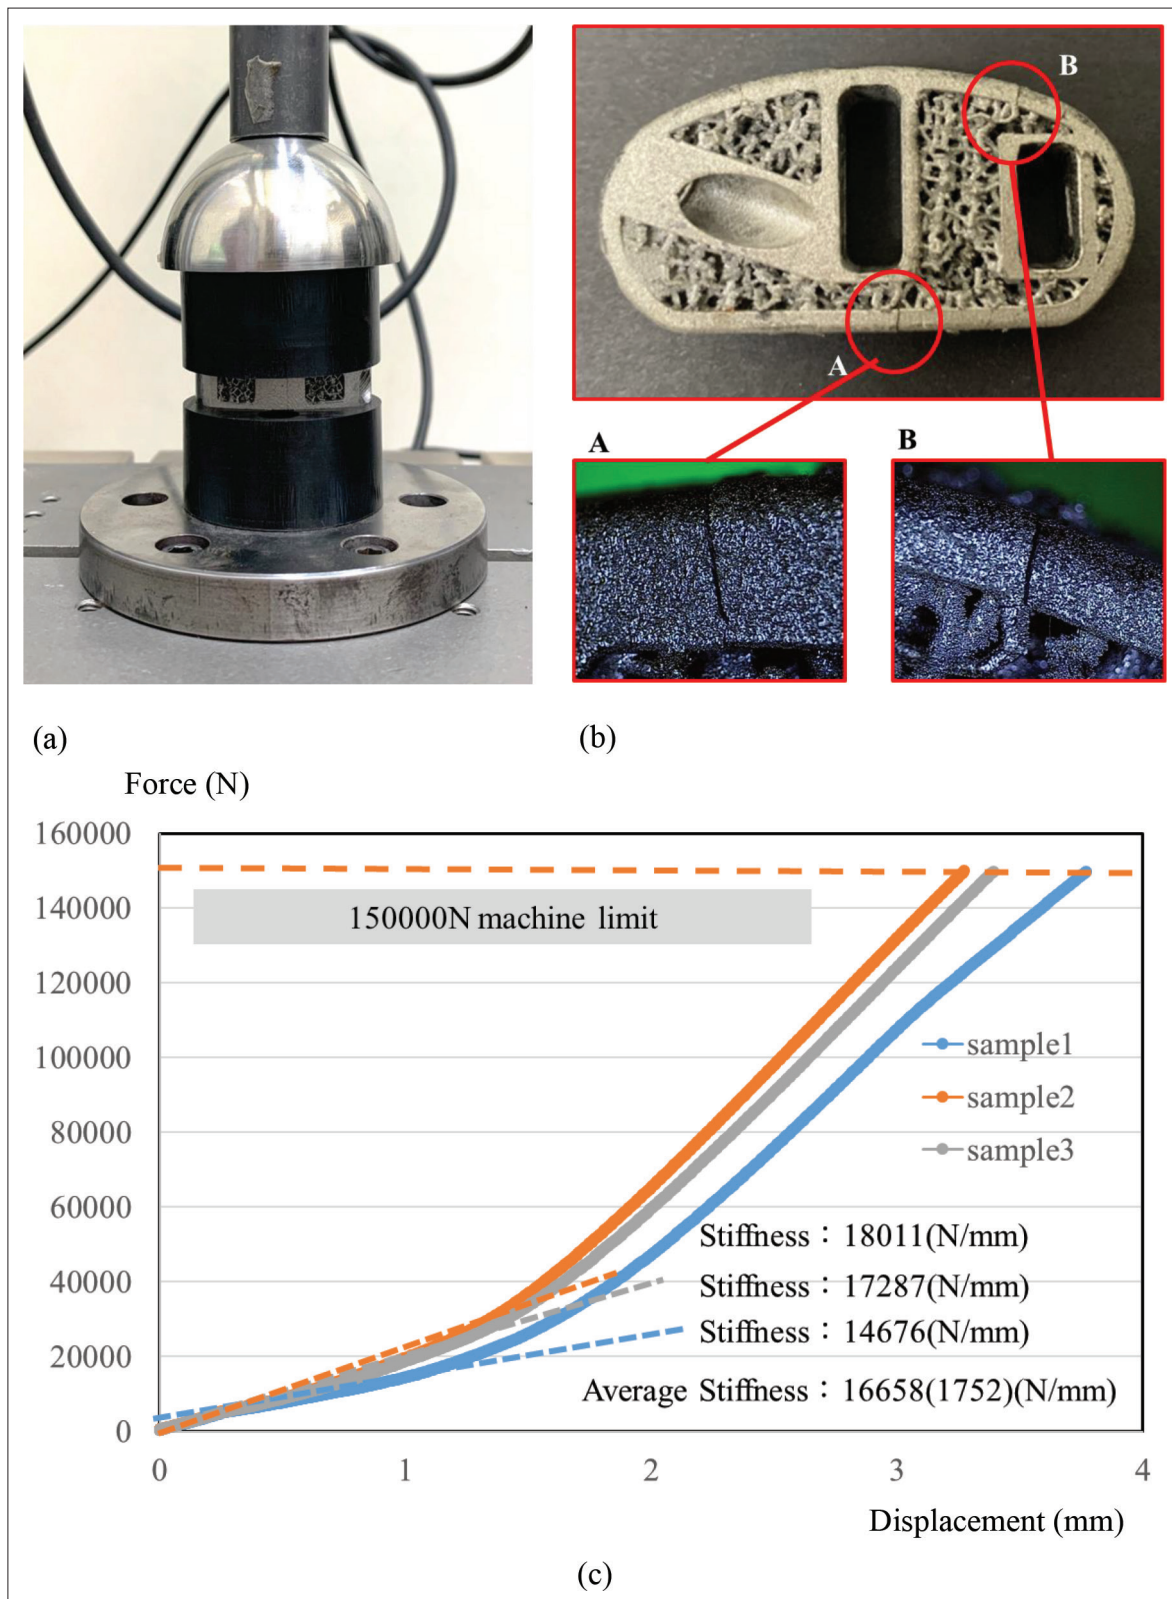 B
A
A
B
(a)
(b)
Force (N)
160000
140000
120000
100000
80000
60000
40000
20000
0
150000N machine limit
sample1
sample2
sample3
Stiffness：18011(N/mm)
Stiffness：17287(N/mm)
Stiffness：14676(N/mm)
Average Stiffness：16658(1752)(N/mm)
0 1 2 3 4
Displacement (mm)
(c)